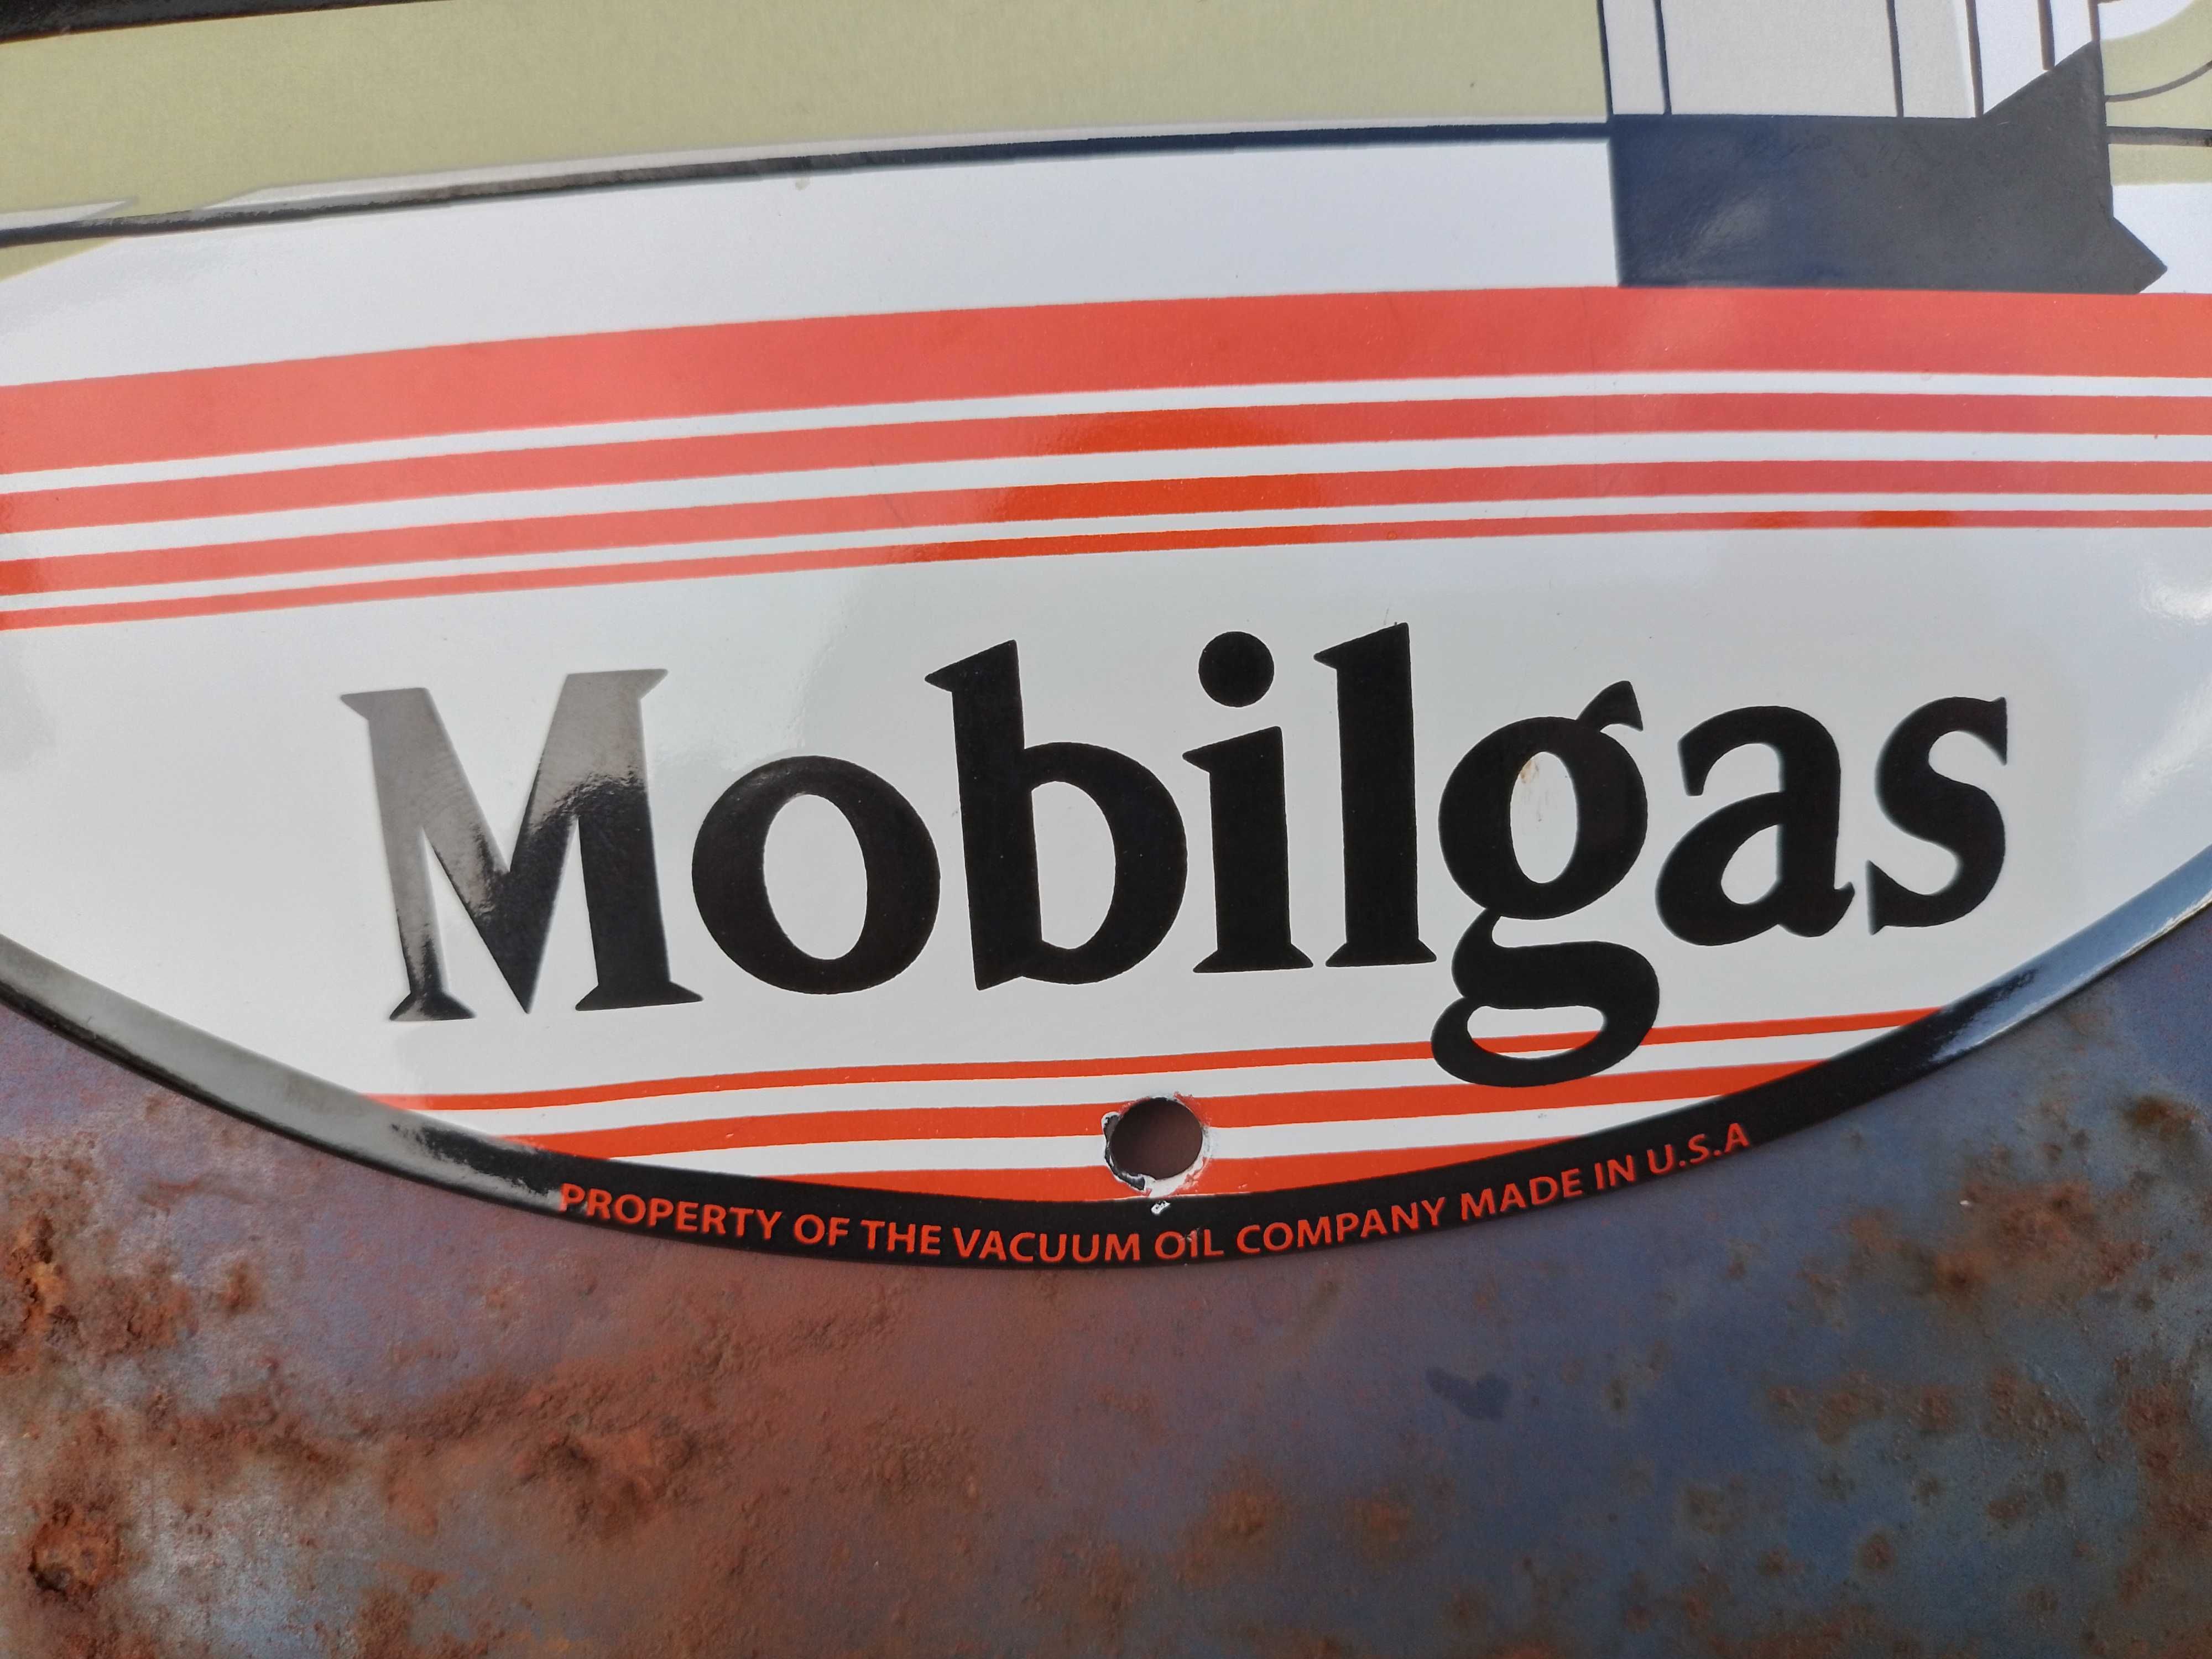 Mobilgas
PROPERTY OF THE VACUUM OIL COMPANY MADE IN U.S.A